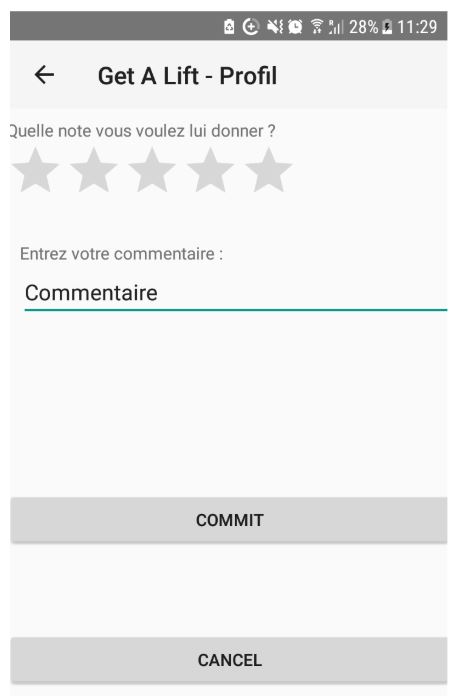 28% 11:29
Get A Lift - Profil
Quelle note vous voulez lui donner ?
Entrez votre commentaire :
Commentaire
COMMIT
CANCEL